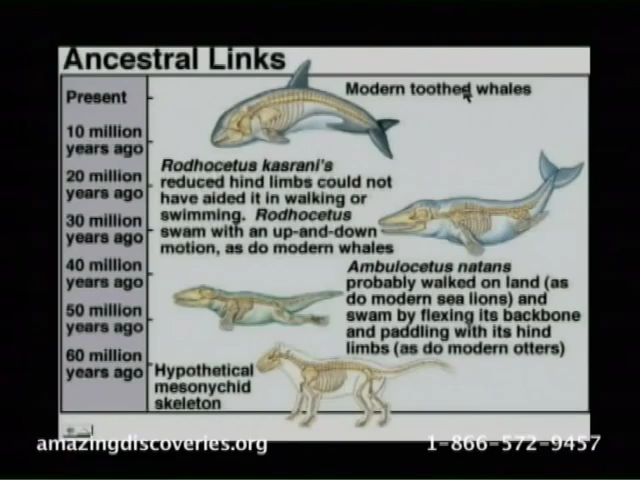 Ancestral Links
Present
Modern toothed whales
10 million
years ago
20 million
years ago
Rodhocetus kasrani's
reduced hind limbs could not
have aided it in walking or
swimming. Rodhocetus
swam with an up-and-down
motion, as do modern whales
30 million
years ago
40 million
years ago
Ambulocetus natans
probably walked on land (as
do modern sea lions) and
swam by flexing its backbone
and paddling with its hind
limbs (as do modern otters)
50 million
years ago
60 million
years ago
Hypothetical
mesonychid
skeleton
amazingdiscoveries.org
1-866-572-9457